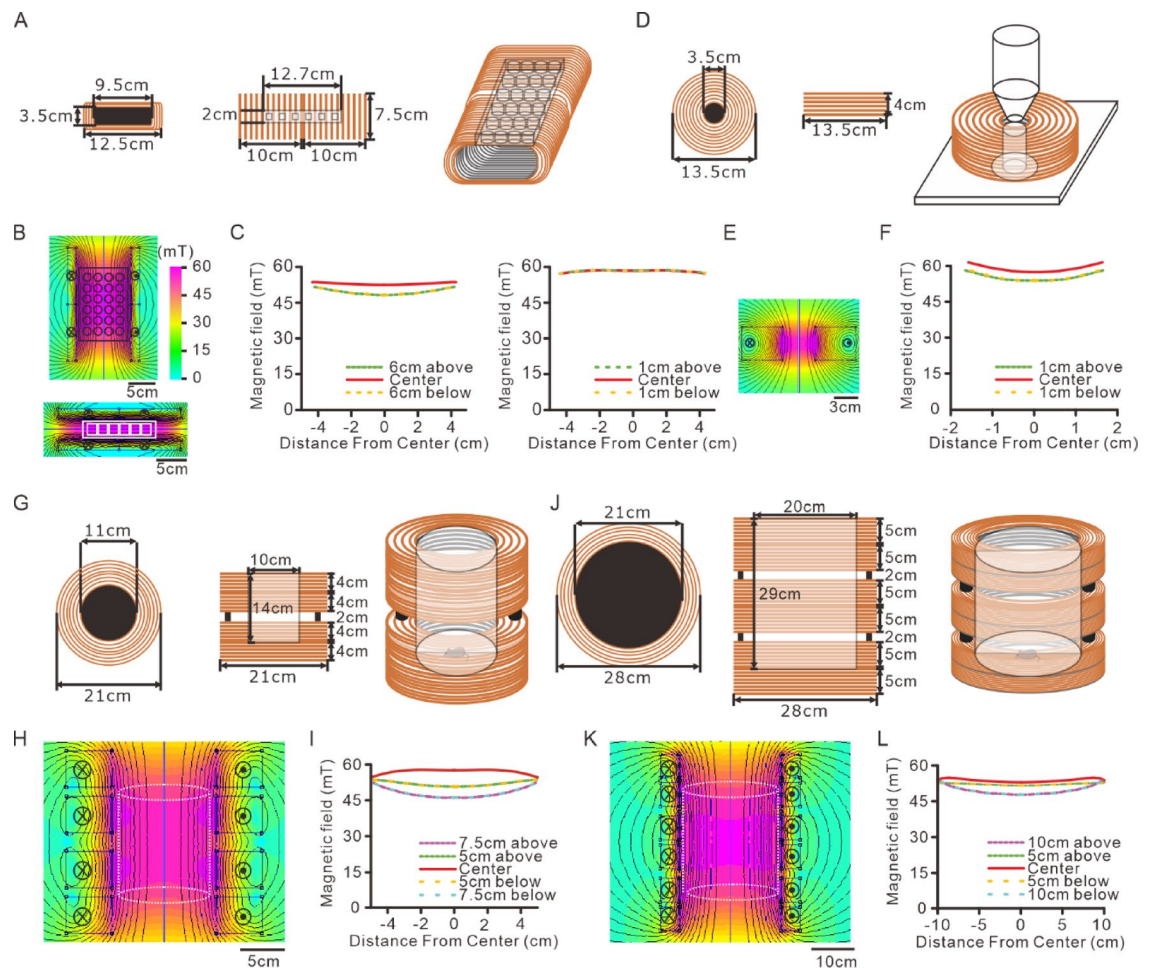 A
9.5cm
3.5cm
12.5cm
12.7cm
2cm
7.5cm
10cm 10cm
D
3.5cm
13.5cm
4cm
13.5cm
B
(mT)
60
45
30
15
0
5cm
5cm
C
Magnetic field (mT)
60
45
30
15
0
6cm above
Center
6cm below
-4 -2 0 2 4
Distance From Center (cm)
Magnetic field (mT)
60
45
30
15
0
1cm above
Center
1cm below
-4 -2 0 2 4
Distance From Center (cm)
E
3cm
F
Magnetic field (mT)
60
45
30
15
0
1cm above
Center
1cm below
-2 -1 0 1 2
Distance From Center (cm)
G
11cm
21cm
10cm
14cm
4cm
4cm
2cm
4cm
4cm
21cm
J
21cm
28cm
20cm
29cm
5cm
5cm
2cm
5cm
5cm
2cm
5cm
5cm
28cm
H
5cm
I
Magnetic field (mT)
60
45
30
15
0
7.5cm above
5cm above
Center
5cm below
7.5cm below
-4 -2 0 2 4
Distance From Center (cm)
K
10cm
L
Magnetic field (mT)
60
45
30
15
0
10cm above
5cm above
Center
5cm below
10cm below
-10 -5 0 5 10
Distance From Center (cm)